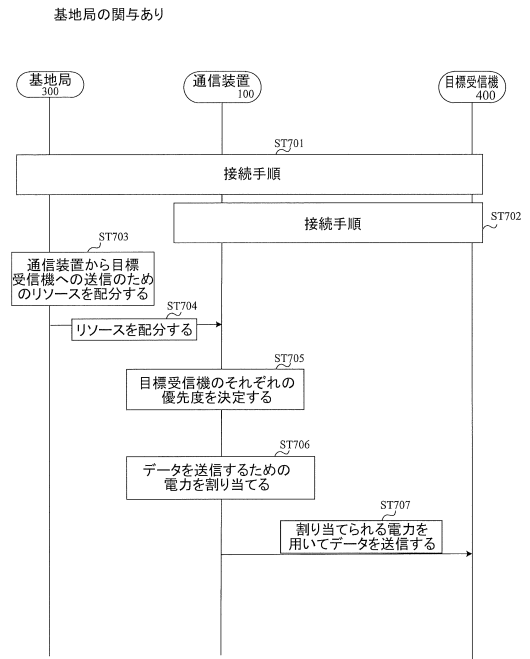 基地局の関与あり
基地局
300
通信装置
100
目標受信機
400
ST701
接続手順
ST702
接続手順
ST703
通信装置から目標
受信機への送信のため
のリソースを配分する
ST704
リソースを配分する
ST705
目標受信機のそれぞれの
優先度を決定する
ST706
データを送信するための
電力を割り当てる
ST707
割り当てられる電力を
用いてデータを送信する